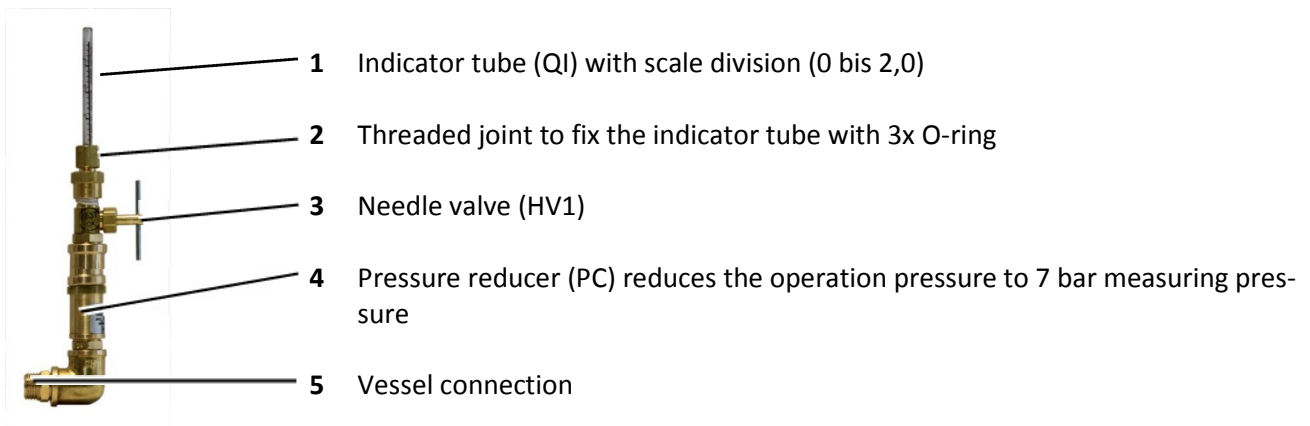 1 Indicator tube (QI) with scale division (0 bis 2,0)
2 Threaded joint to fix the indicator tube with 3x O-ring
3 Needle valve (HV1)
4 Pressure reducer (PC) reduces the operation pressure to 7 bar measuring pres-
sure
5 Vessel connection